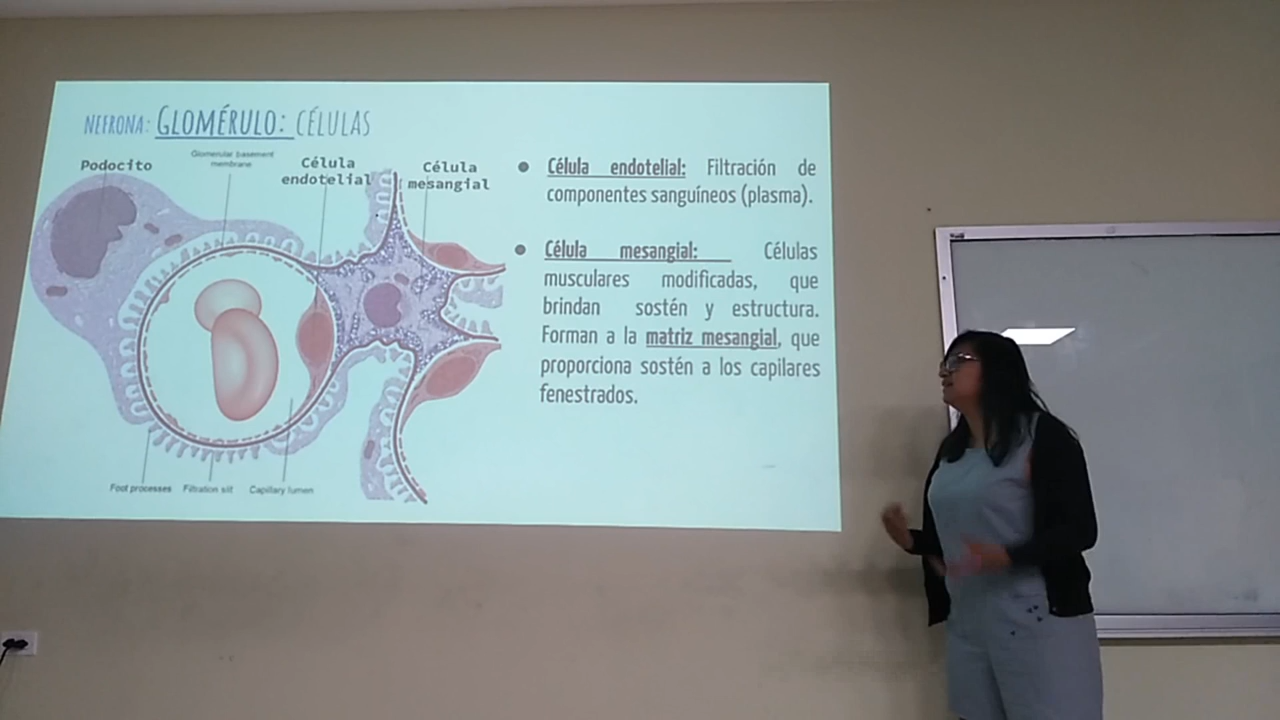 NEFRONA: GLOMÉRULO: CÉLULAS
Podocito
Glomerular basement
membrane
Célula
endotelial
Célula
mesangial
Foot processes
Filtration slit
Capillary lumen
● Célula endotelial: Filtración de
componentes sanguíneos (plasma).
● Célula mesangial: Células
musculares modificadas, que
brindan sostén y estructura.
Forman a la matriz mesangial, que
proporciona sostén a los capilares
fenestrados.